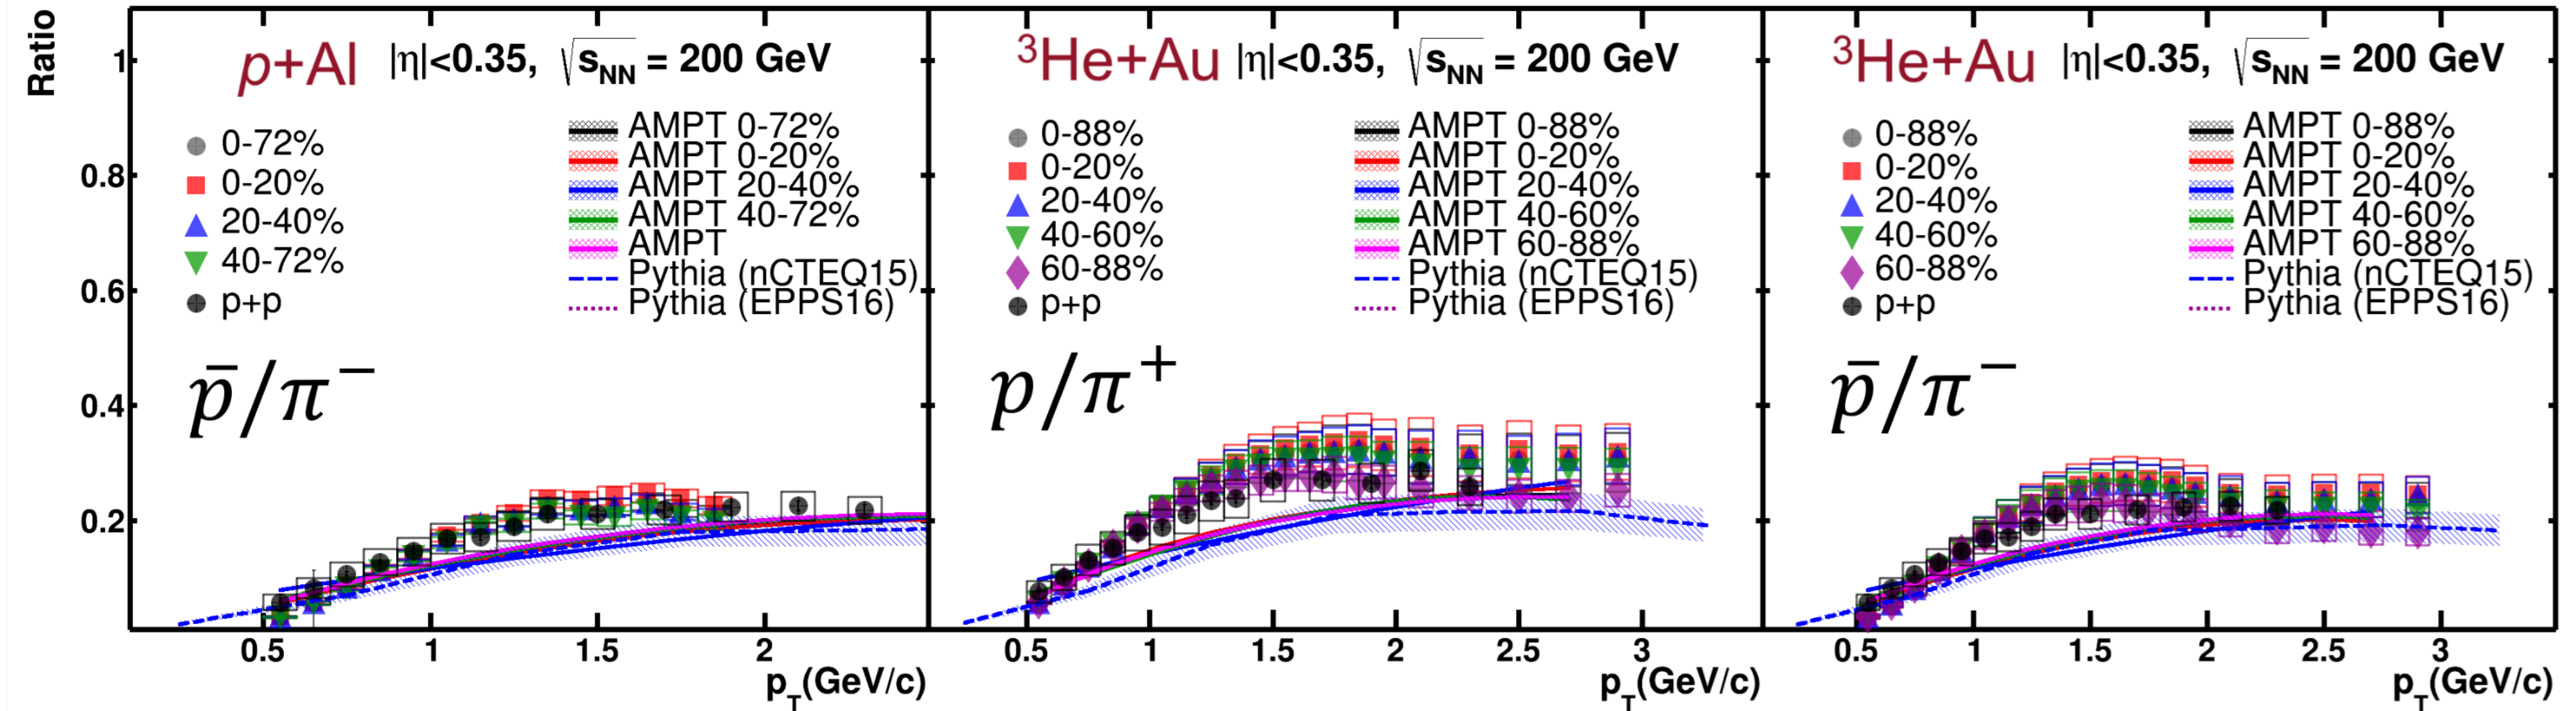 Ratio
1
0.8
0.6
0.4
0.2
p+Al |η|<0.35, √sNN = 200 GeV
0-72%
0-20%
20-40%
40-72%
p+p
AMPT 0-72%
AMPT 0-20%
AMPT 20-40%
AMPT 40-72%
AMPT
Pythia (nCTEQ15)
Pythia (EPPS16)
p̄/π⁻
0.5 1 1.5 2
pT(GeV/c)
³He+Au |η|<0.35, √sNN = 200 GeV
0-88%
0-20%
20-40%
40-60%
60-88%
p+p
AMPT 0-88%
AMPT 0-20%
AMPT 20-40%
AMPT 40-60%
AMPT 60-88%
Pythia (nCTEQ15)
Pythia (EPPS16)
p/π⁺
0.5 1 1.5 2 2.5 3
pT(GeV/c)
³He+Au |η|<0.35, √sNN = 200 GeV
0-88%
0-20%
20-40%
40-60%
60-88%
p+p
AMPT 0-88%
AMPT 0-20%
AMPT 20-40%
AMPT 40-60%
AMPT 60-88%
Pythia (nCTEQ15)
Pythia (EPPS16)
p̄/π⁻
0.5 1 1.5 2 2.5 3
pT(GeV/c)